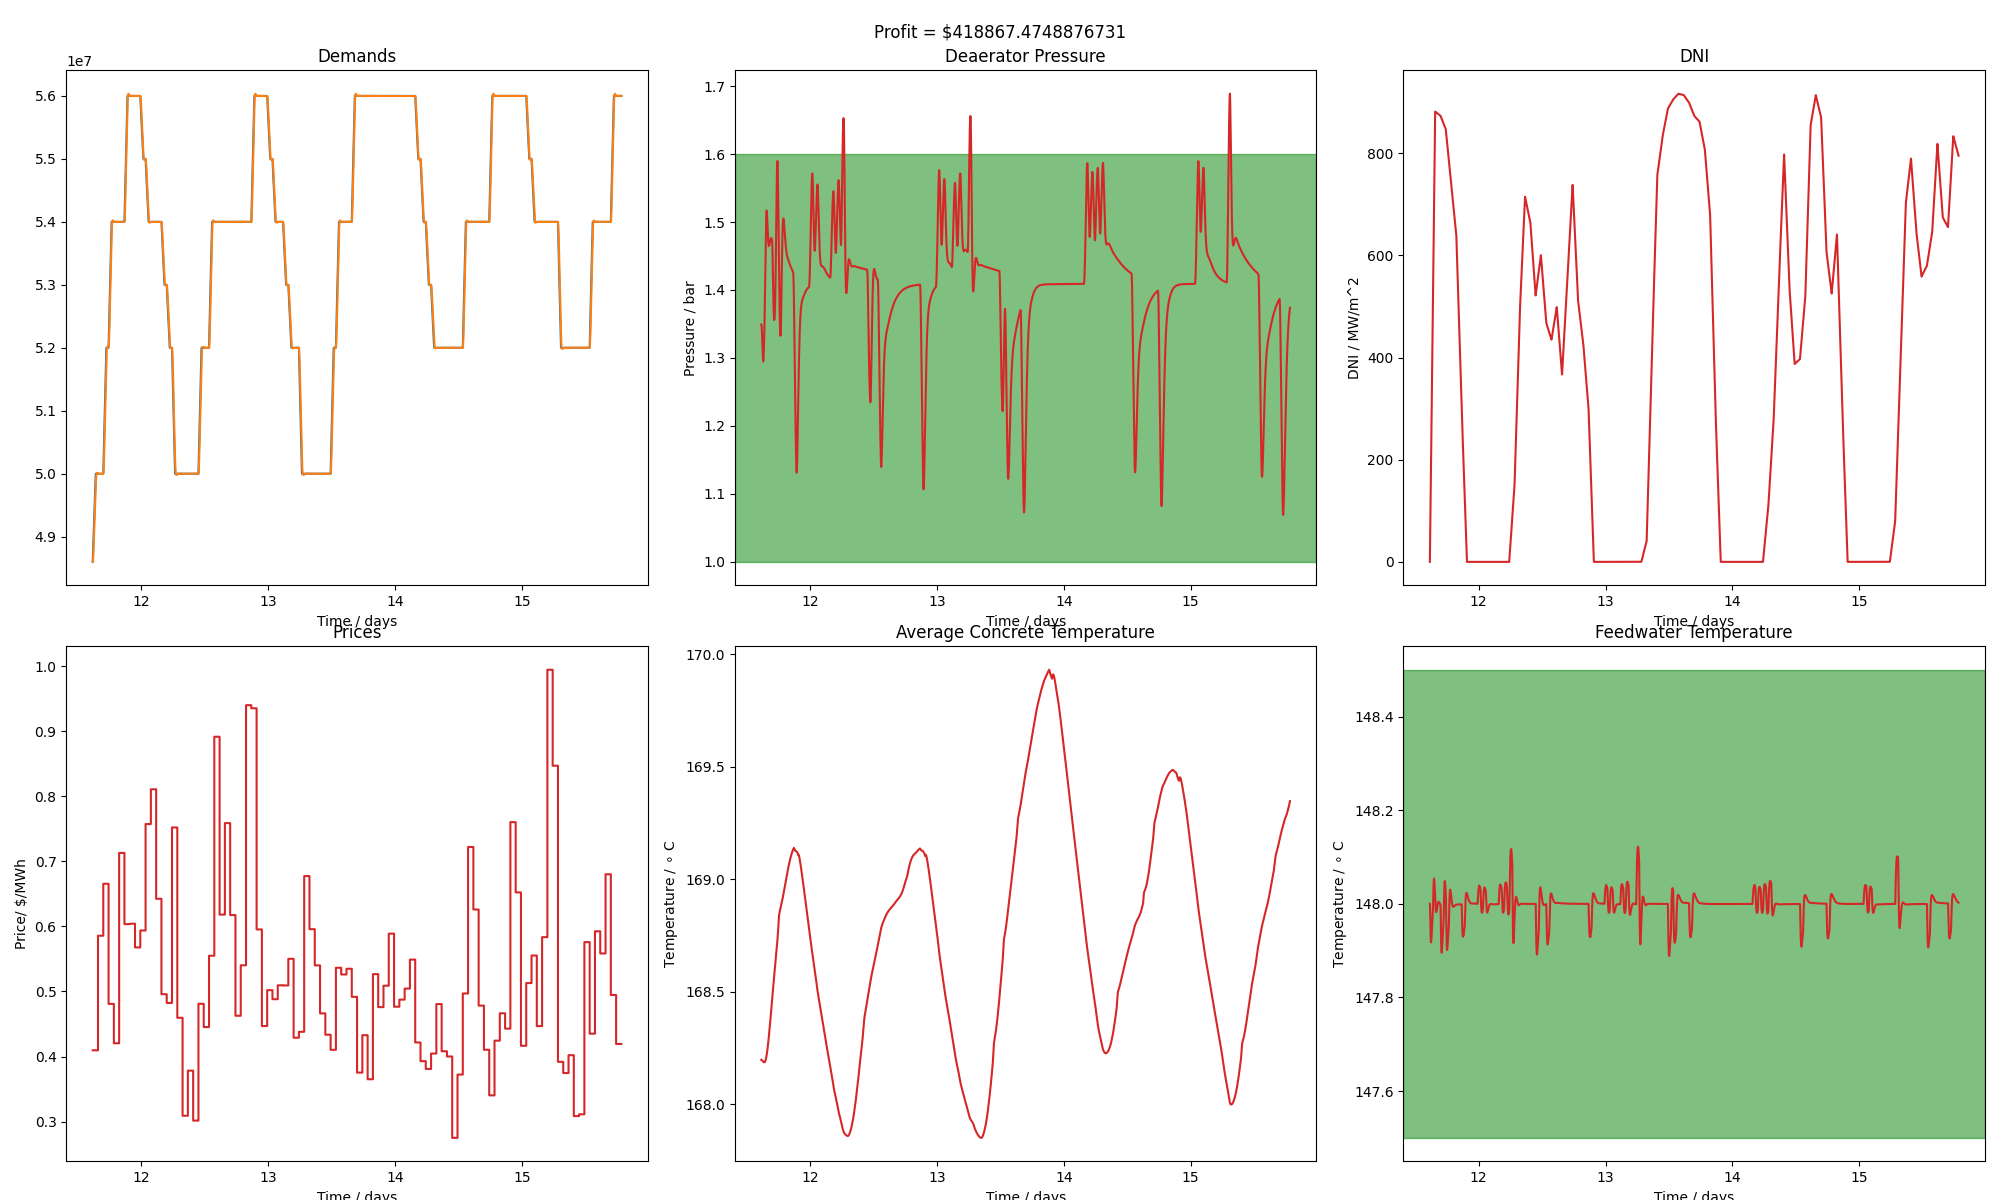 Profit = $418867.4748876731
Demands
1e7
5.6
5.5
5.4
5.3
5.2
5.1
5.0
4.9
12 13 14 15
Time / days
Deaerator Pressure
Pressure / bar
1.7
1.6
1.5
1.4
1.3
1.2
1.1
1.0
12 13 14 15
Time / days
DNI
DNI / MW/m^2
800
600
400
200
0
12 13 14 15
Time / days
Prices
Price/ $/MWh
1.0
0.9
0.8
0.7
0.6
0.5
0.4
0.3
12 13 14 15
Time / days
Average Concrete Temperature
Temperature / ∘ C
170.0
169.5
169.0
168.5
168.0
12 13 14 15
Time / days
Feedwater Temperature
Temperature / ∘ C
148.4
148.2
148.0
147.8
147.6
12 13 14 15
Time / days